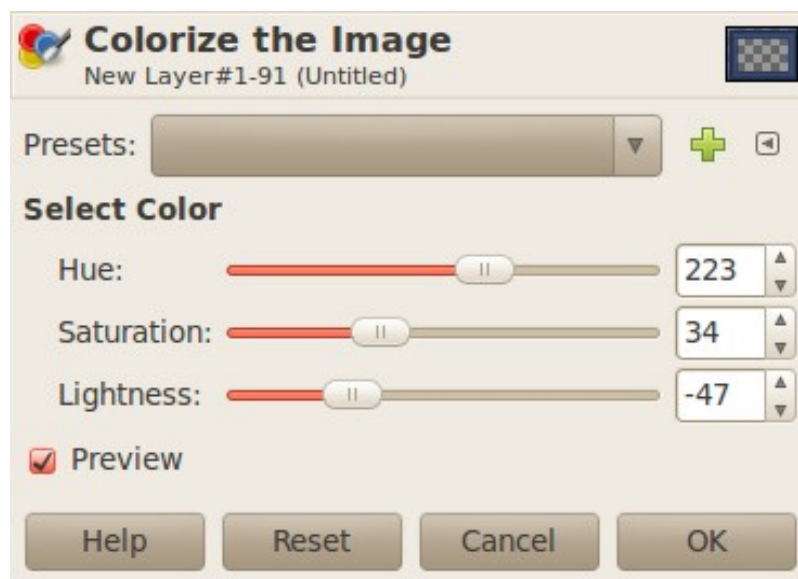 Colorize the Image
New Layer#1-91 (Untitled)
Presets:
Select Color
Hue: 223
Saturation: 34
Lightness: -47
Preview
Help Reset Cancel OK